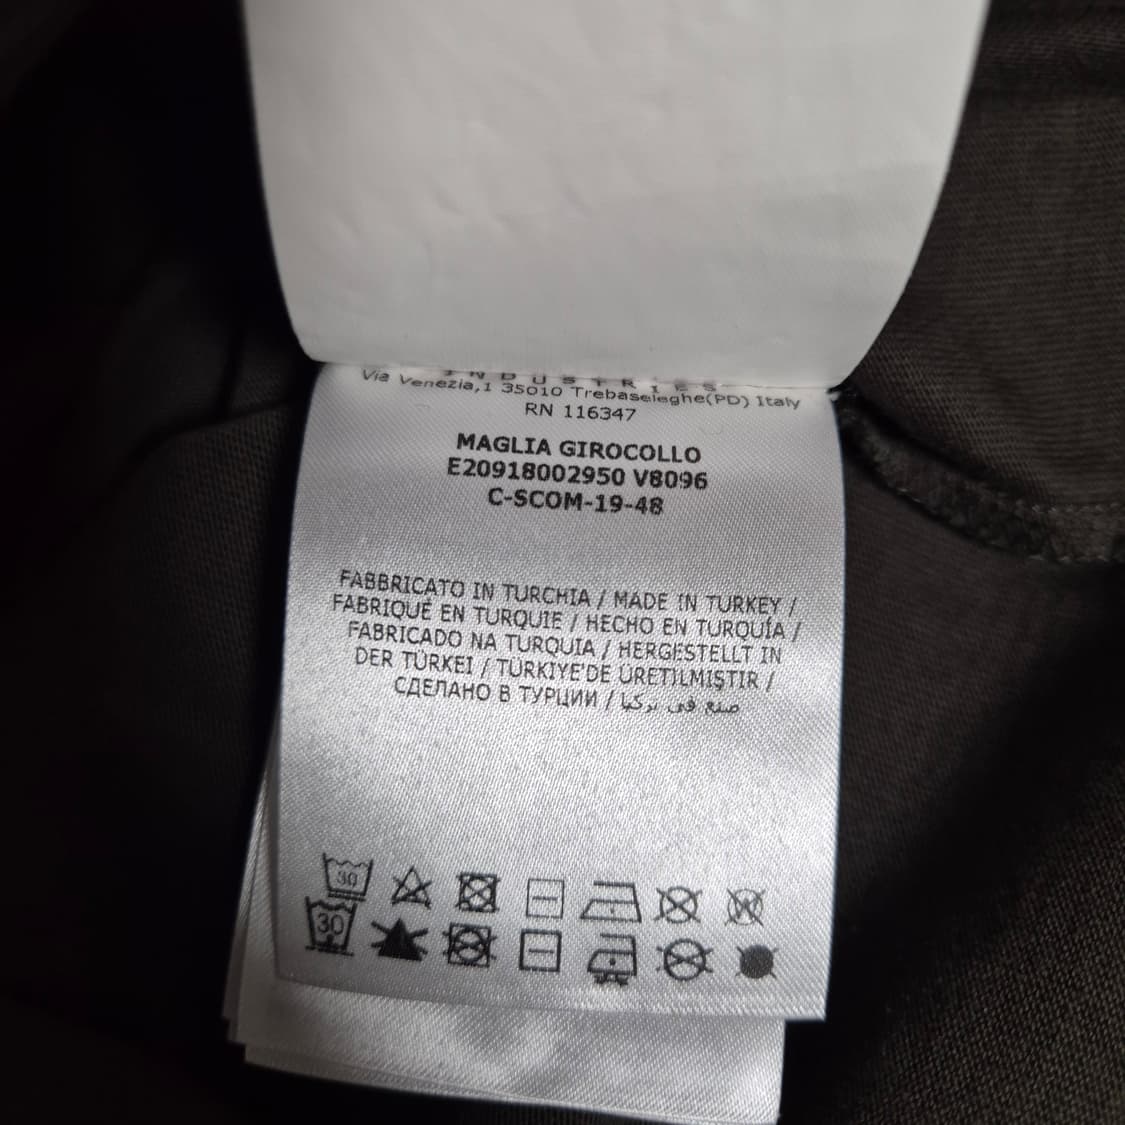 INDUSTRIES
Via Venezia,1 35010 Trebaseleghe(PD) Italy
RN 116347
MAGLIA GIROCOLLO
E20918002950 V8096
C-SCOM-19-48
FABBRICATO IN TURCHIA / MADE IN TURKEY /
FABRIQUÉ EN TURQUIE / HECHO EN TURQUÍA /
FABRICADO NA TURQUIA / HERGESTELLT IN
DER TÜRKEI / TÜRKIYE'DE ÜRETILMIŞTIR /
СДЕЛАНО В ТУРЦИИ / صنع في تركيا
30
W
30